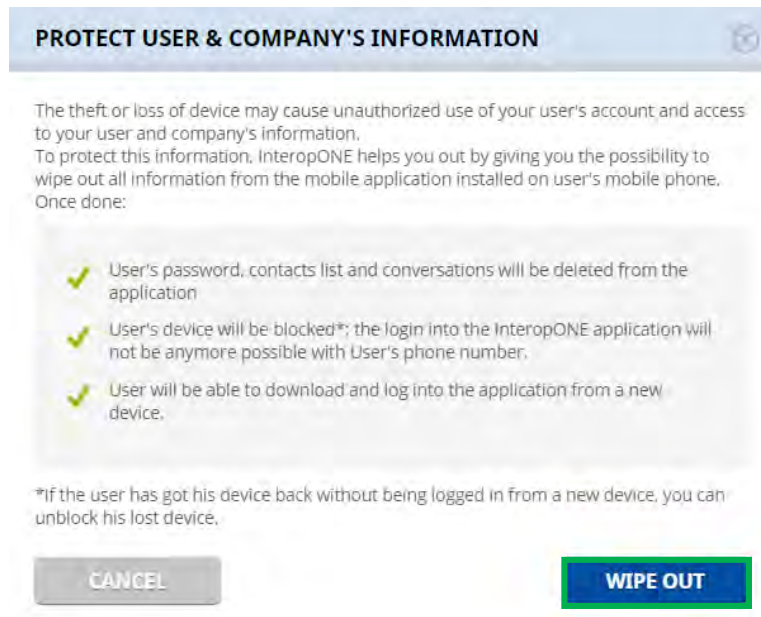 PROTECT USER & COMPANY'S INFORMATION
The theft or loss of device may cause unauthorized use of your user's account and access
to your user and company's information.
To protect this information, InteropONE helps you out by giving you the possibility to
wipe out all information from the mobile application installed on user's mobile phone.
Once done:
User's password, contacts list and conversations will be deleted from the
application
User's device will be blocked*: the login into the InteropONE application will
not be anymore possible with User's phone number.
User will be able to download and log into the application from a new
device.
*If the user has got his device back without being logged in from a new device, you can
unblock his lost device.
CANCEL
WIPE OUT